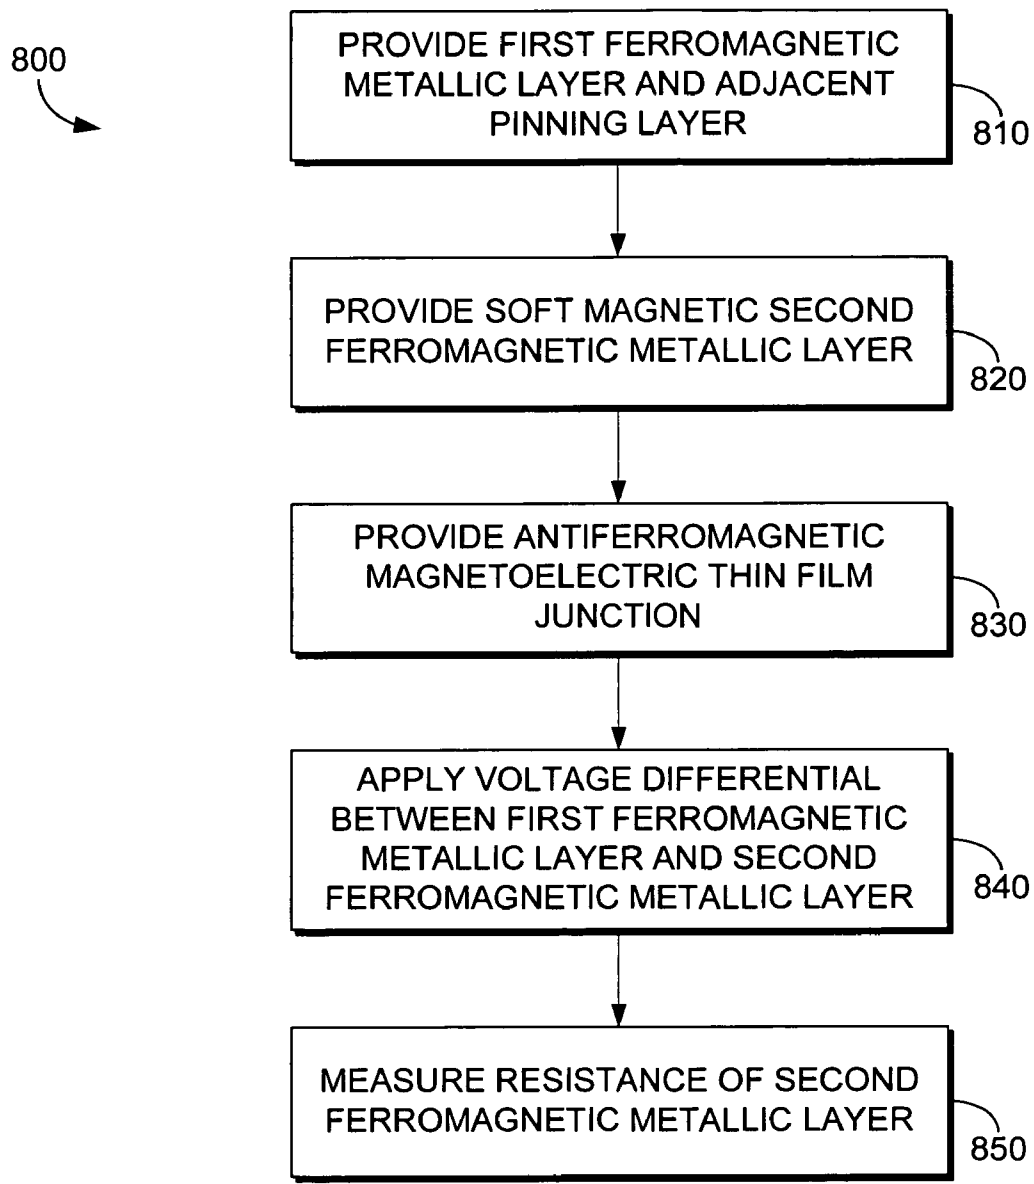 800
PROVIDE FIRST FERROMAGNETIC
METALLIC LAYER AND ADJACENT
PINNING LAYER
810
PROVIDE SOFT MAGNETIC SECOND
FERROMAGNETIC METALLIC LAYER
820
PROVIDE ANTIFERROMAGNETIC
MAGNETOELECTRIC THIN FILM
JUNCTION
830
APPLY VOLTAGE DIFFERENTIAL
BETWEEN FIRST FERROMAGNETIC
METALLIC LAYER AND SECOND
FERROMAGNETIC METALLIC LAYER
840
MEASURE RESISTANCE OF SECOND
FERROMAGNETIC METALLIC LAYER
850